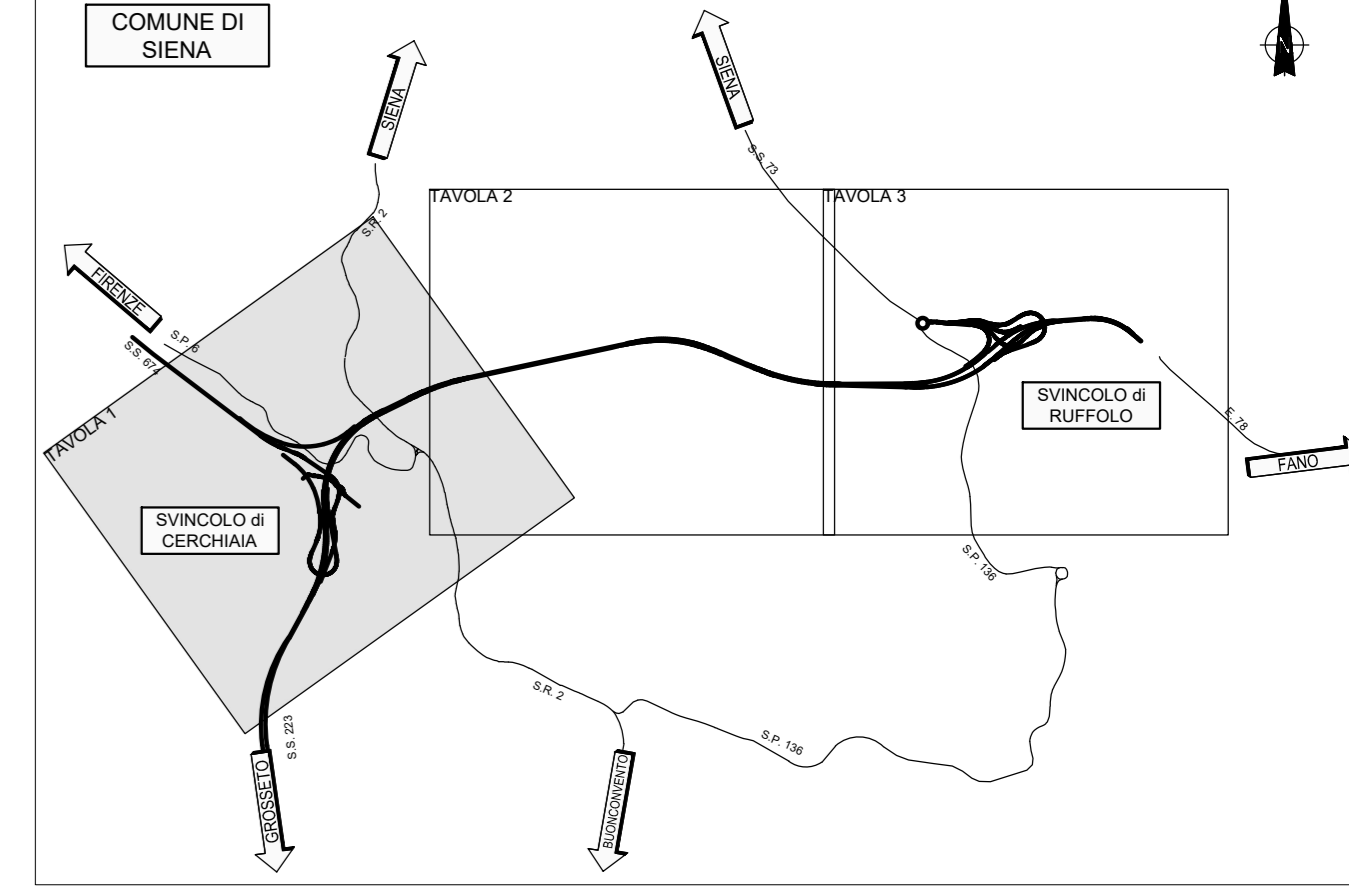 COMUNE DI
SIENA
N
SIENA
SIENA
S.S. 73
TAVOLA 2
TAVOLA 3
S.R. 2
FIRENZE
S.P. 6
S.S. 674
TAVOLA 1
SVINCOLO di
RUFFOLO
E. 78
FANO
SVINCOLO di
CERCHIAIA
S.P. 136
S.R. 2
S.P. 136
S.S. 223
GROSSETO
BUONCONVENTO